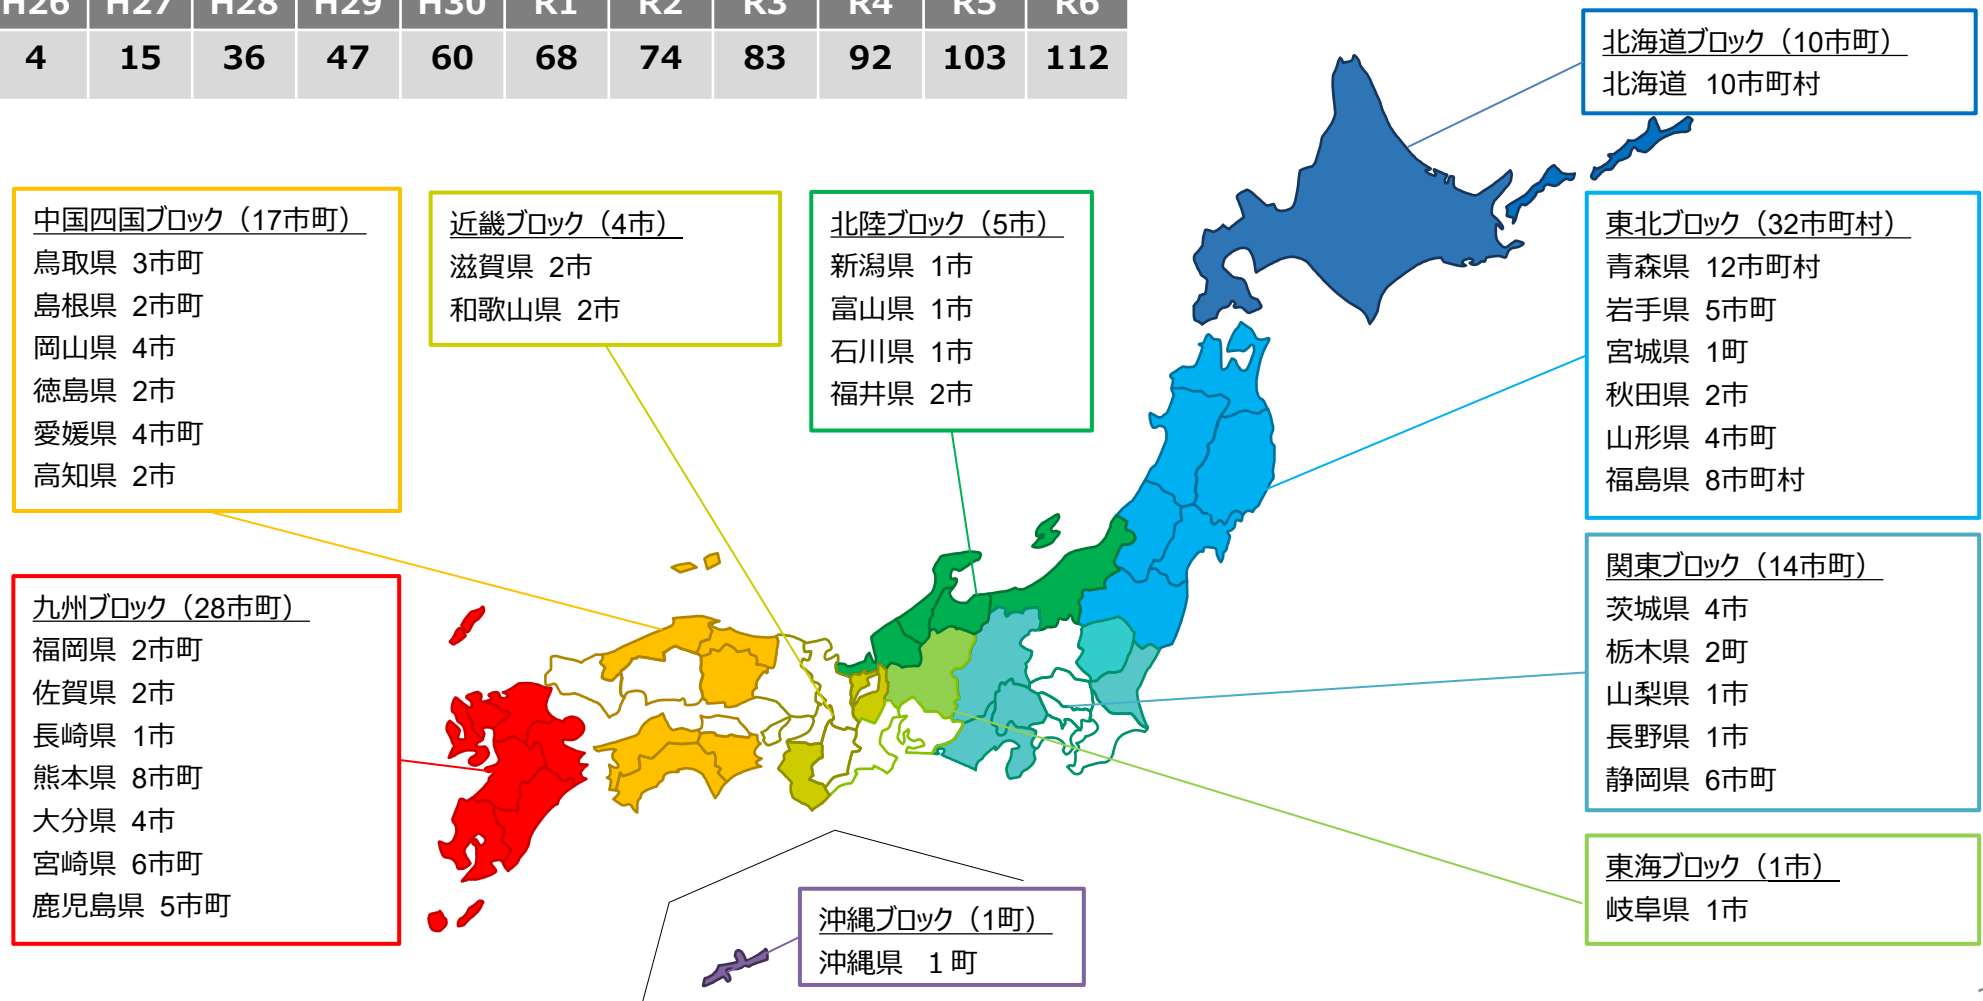 H26 H27 H28 H29 H30 R1 R2 R3 R4 R5 R6
4 15 36 47 60 68 74 83 92 103 112
北海道ブロック（10市町）
北海道 10市町村
中国四国ブロック（17市町）
鳥取県 3市町
島根県 2市町
岡山県 4市
徳島県 2市
愛媛県 4市町
高知県 2市
近畿ブロック（4市）
滋賀県 2市
和歌山県 2市
北陸ブロック（5市）
新潟県 1市
富山県 1市
石川県 1市
福井県 2市
東北ブロック（32市町村）
青森県 12市町村
岩手県 5市町
宮城県 1町
秋田県 2市
山形県 4市町
福島県 8市町村
九州ブロック（28市町）
福岡県 2市町
佐賀県 2市
長崎県 1市
熊本県 8市町
大分県 4市
宮崎県 6市町
鹿児島県 5市町
関東ブロック（14市町）
茨城県 4市
栃木県 2町
山梨県 1市
長野県 1市
静岡県 6市町
東海ブロック（1市）
岐阜県 1市
沖縄ブロック（1町）
沖縄県 １町